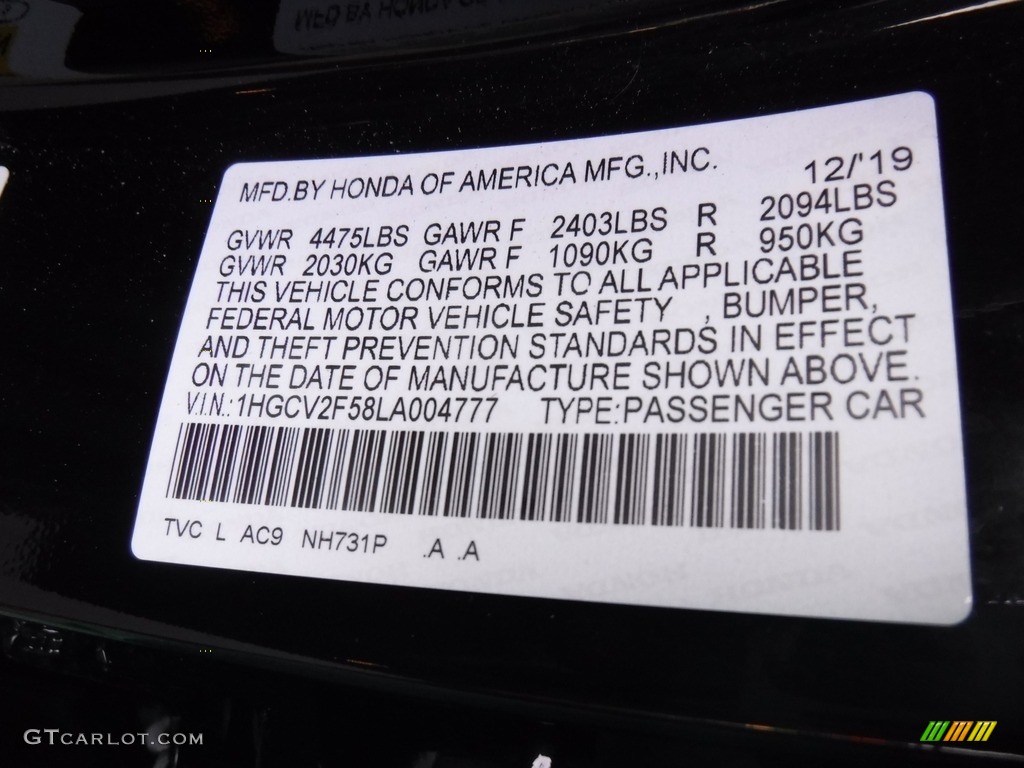 MFD.BY HONDA OF AMERICA MFG.,INC. 12/'19
GVWR 4475LBS GAWR F 2403LBS R 2094LBS
GVWR 2030KG GAWR F 1090KG R 950KG
THIS VEHICLE CONFORMS TO ALL APPLICABLE
FEDERAL MOTOR VEHICLE SAFETY , BUMPER,
AND THEFT PREVENTION STANDARDS IN EFFECT
ON THE DATE OF MANUFACTURE SHOWN ABOVE.
V.I.N.:1HGCV2F58LA004777 TYPE:PASSENGER CAR
TVC L AC9 NH731P .A .A
GTCARLOT.COM